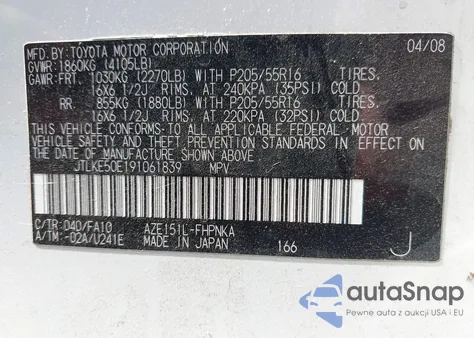 MFD.BY: TOYOTA MOTOR CORPORATION 04/08
GVWR: 1860KG (4105LB)
GAWR: FRT. 1030KG (2270LB) WITH P205/55R16 TIRES.
16X6 1/2J RIMS, AT 240KPA (35PSI) COLD
RR. 855KG (1880LB) WITH P205/55R16 TIRES.
16X6 1/2J RIMS, AT 220KPA (32PSI) COLD
THIS VEHICLE CONFORMS TO ALL APPLICABLE FEDERAL MOTOR
VEHICLE SAFETY AND THEFT PREVENTION STANDARDS IN EFFECT
ON THE DATE OF MANUFACTURE SHOWN ABOVE.
JTLKE50E191061839 MPV
C/TR: 040/FA10 AZE151L-FHPNKA
A/TM: -02A/U241E MADE IN JAPAN 166 J
autoSnap
Pewne auta z aukcji USA i EU